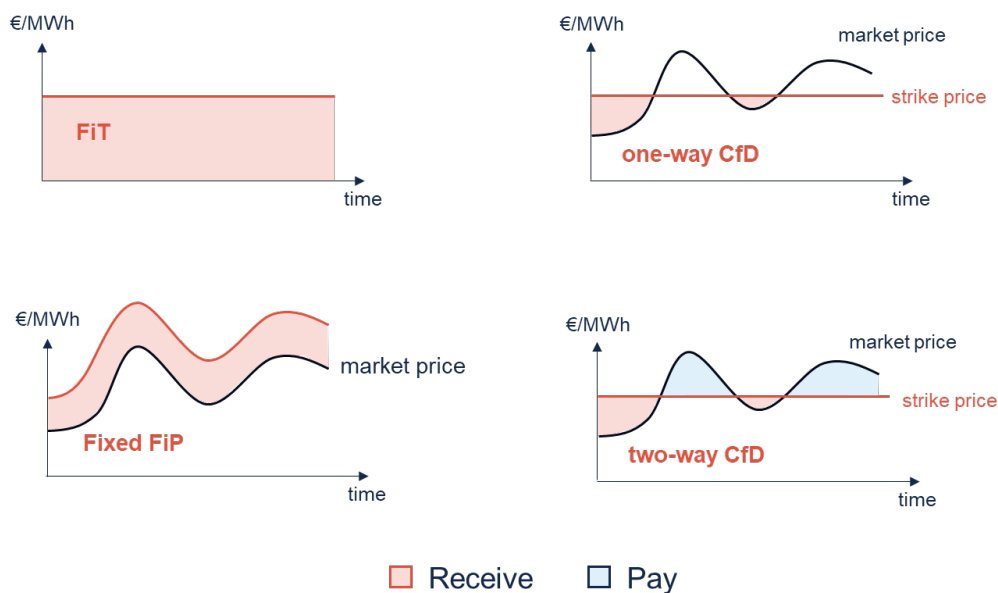 €/MWh
FiT
time
€/MWh
market price
strike price
one-way CfD
time
€/MWh
market price
Fixed FiP
time
€/MWh
market price
strike price
two-way CfD
time
Receive
Pay